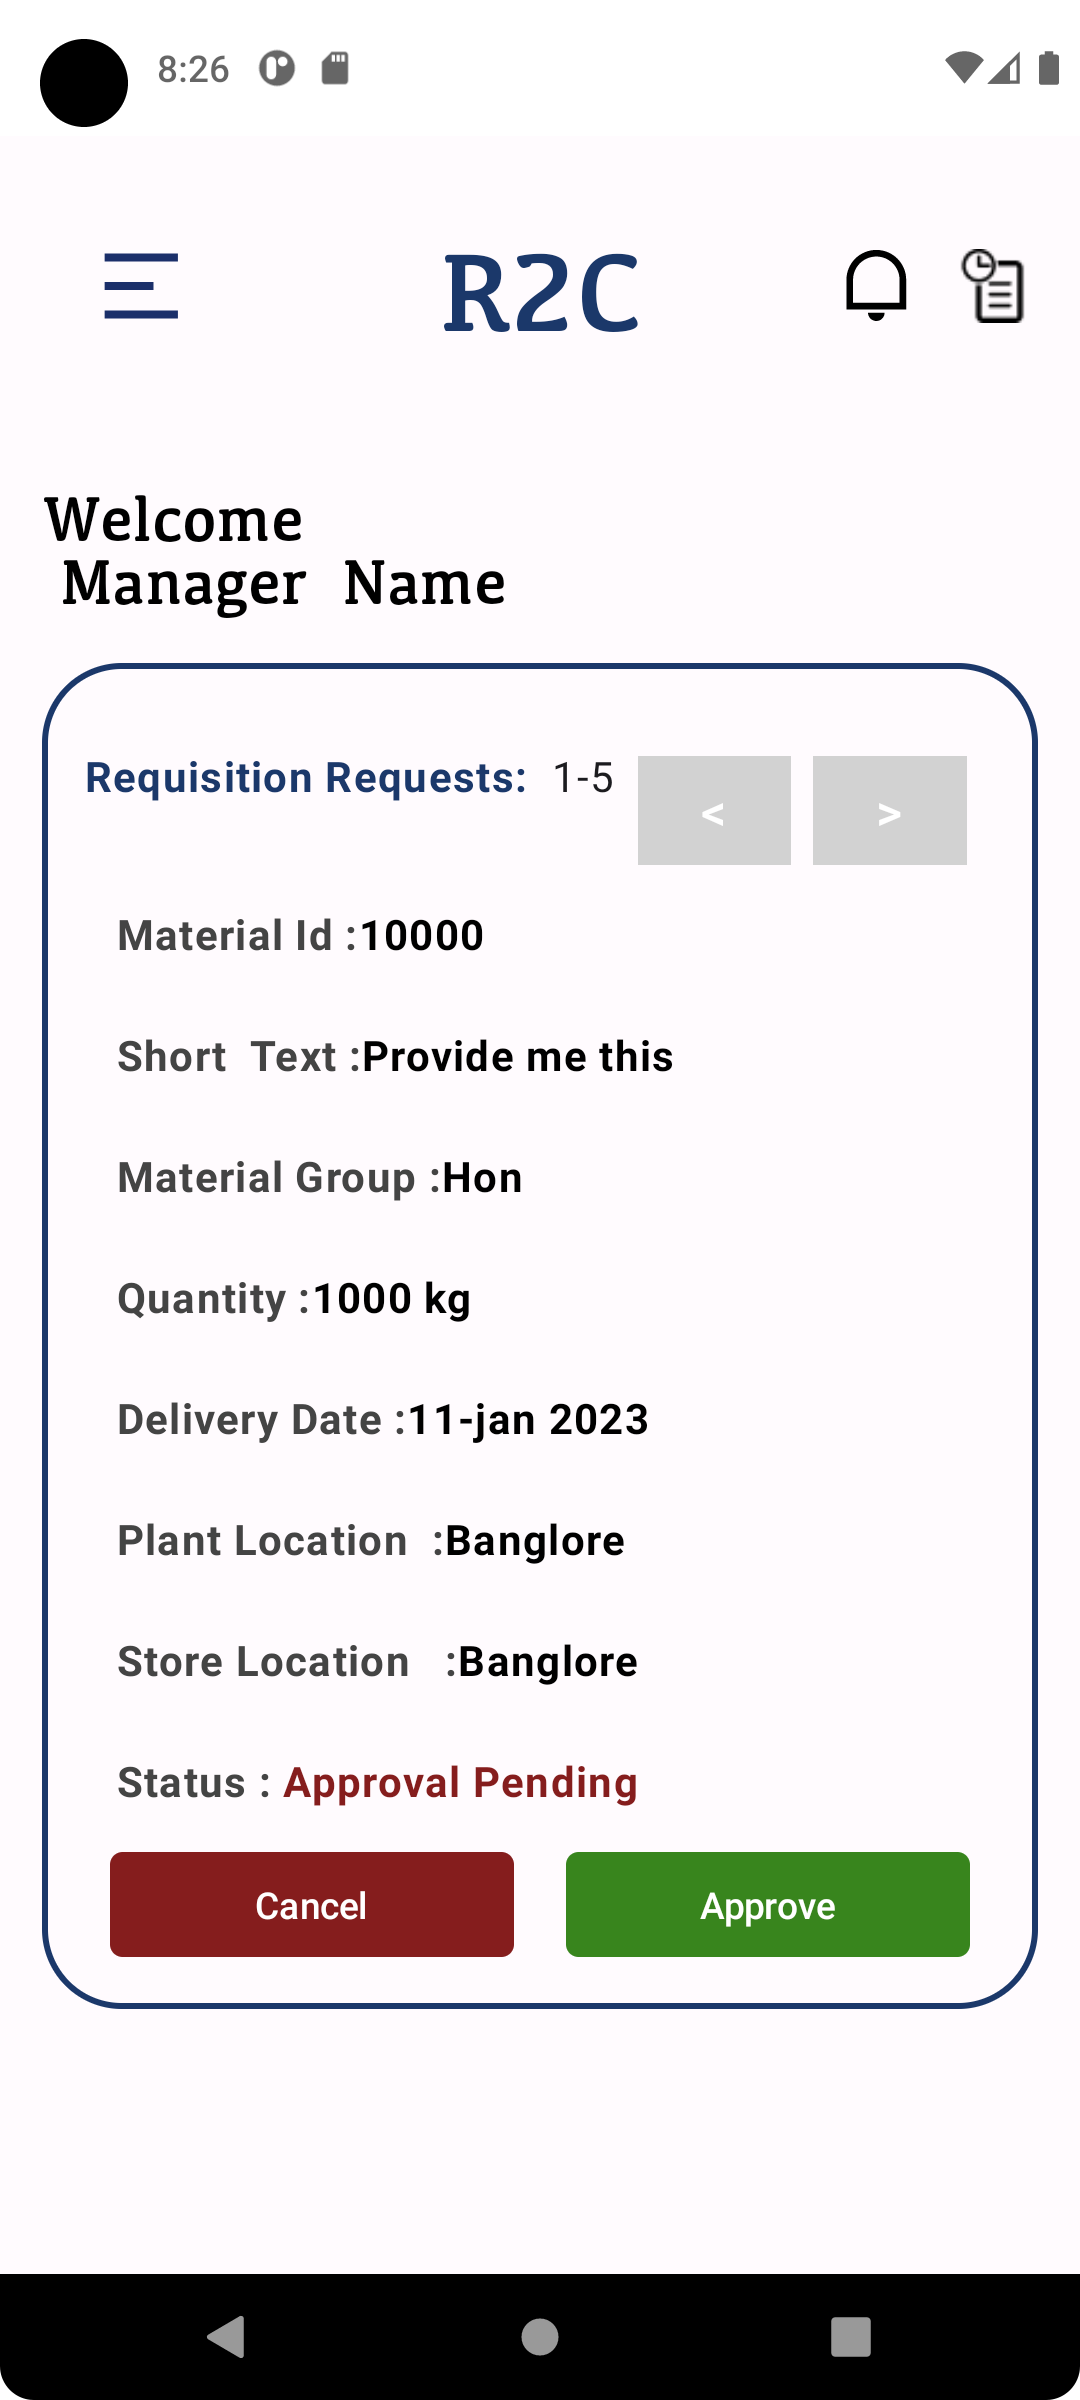 8:26
R2C
Welcome
Manager Name
Requisition Requests: 1-5 < >
Material Id :10000
Short Text :Provide me this
Material Group :Hon
Quantity :1000 kg
Delivery Date :11-jan 2023
Plant Location :Banglore
Store Location :Banglore
Status : Approval Pending
Cancel Approve